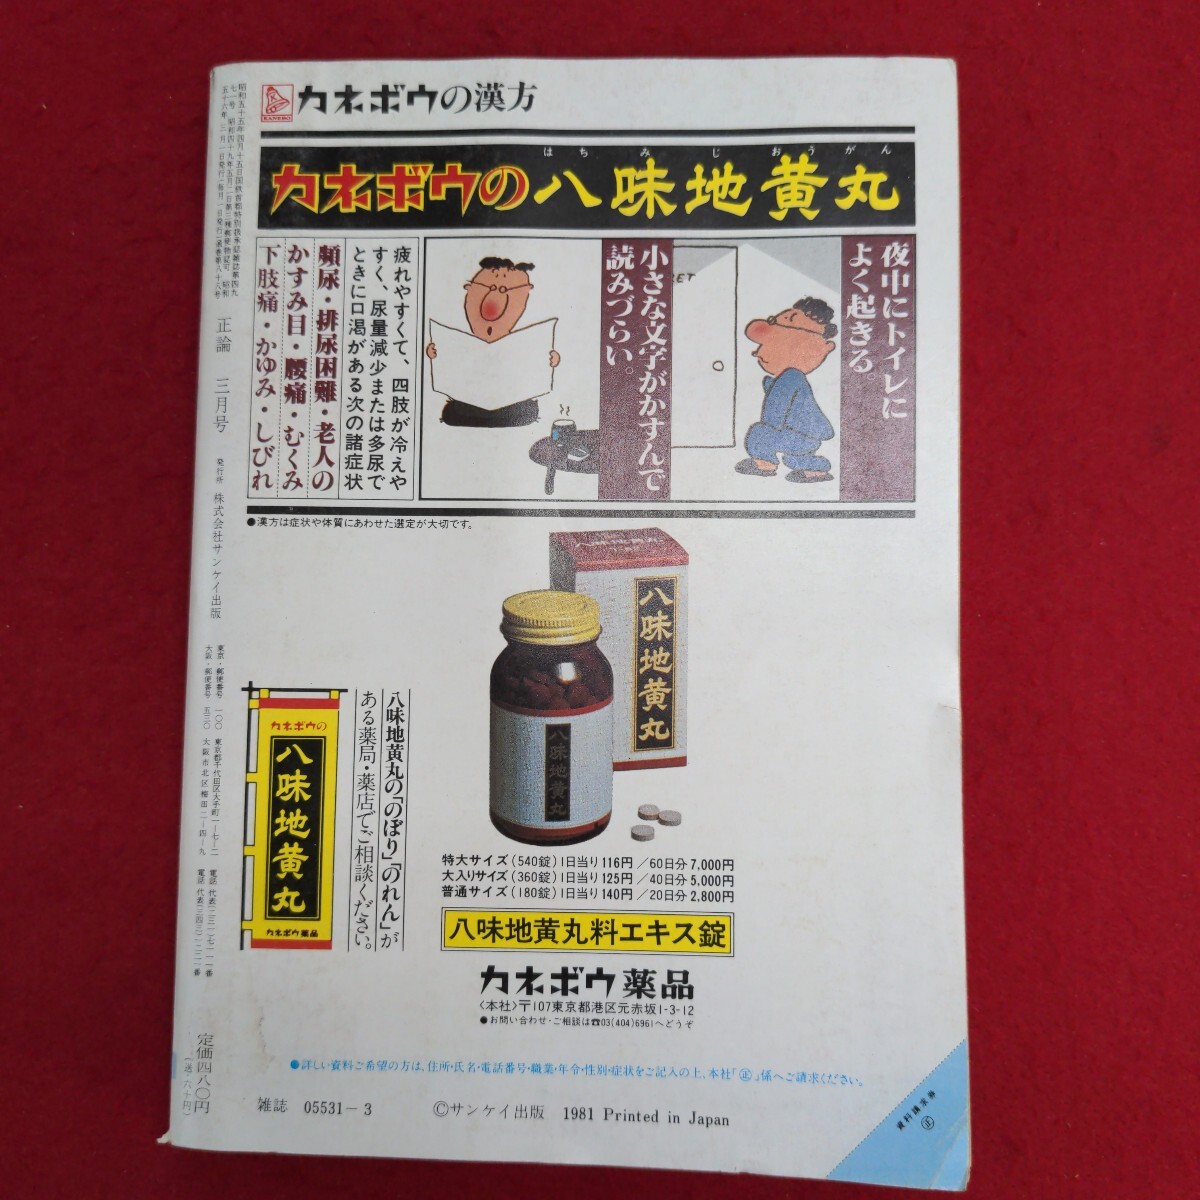 KANEBO
カネボウの漢方
はちみじおうがん
カネボウの八味地黄丸
夜中にトイレに
よく起きる。
小さな文字がかすんで
読みづらい。
疲れやすくて、四肢が冷えや
すく、尿量減少または多尿で
ときに口渇がある次の諸症状
頻尿・排尿困難・老人の
かすみ目・腰痛・むくみ
下肢痛・かゆみ・しびれ
●漢方は症状や体質にあわせた選定が大切です。
八味地黄丸
八味地黄丸
八味地黄丸の「のぼり」「のれん」が
ある薬局・薬店でご相談ください。
カネボウの
八味地黄丸
カネボウ薬品
特大サイズ(540錠)1日当り116円/60日分7,000円
大入りサイズ(360錠)1日当り125円/40日分5,000円
普通サイズ(180錠)1日当り140円/20日分2,800円
八味地黄丸料エキス錠
カネボウ薬品
〈本社〉〒107東京都港区元赤坂1-3-12
●お問い合わせ・ご相談は☎03(404)6961へどうぞ
●詳しい資料ご希望の方は、住所・氏名・電話番号・職業・年令・性別・症状をご記入の上、本社「㊣」係へご請求ください。
資料請求券
㊣
雑誌 05531-3
©サンケイ出版 1981 Printed in Japan
正論 三月号
発行所 株式会社サンケイ出版
定価四八〇円
(送・六十円)